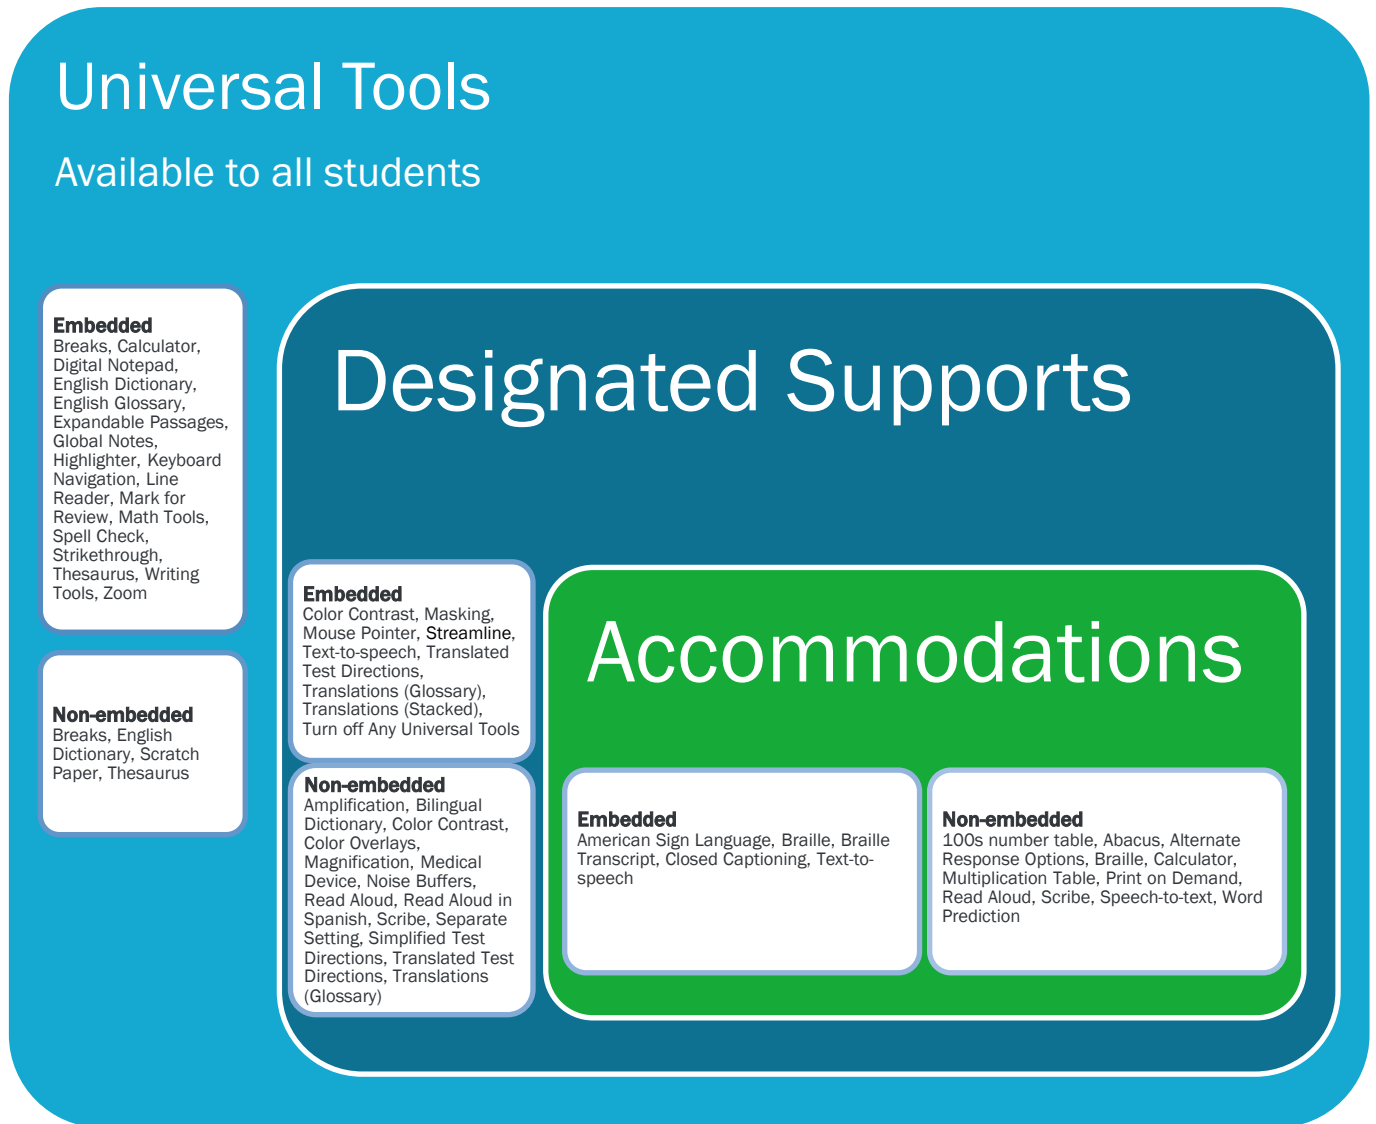 Universal Tools
Available to all students
Embedded
Breaks, Calculator,
Digital Notepad,
English Dictionary,
English Glossary,
Expandable Passages,
Global Notes,
Highlighter, Keyboard
Navigation, Line
Reader, Mark for
Review, Math Tools,
Spell Check,
Strikethrough,
Thesaurus, Writing
Tools, Zoom
Non-embedded
Breaks, English
Dictionary, Scratch
Paper, Thesaurus
Designated Supports
Embedded
Color Contrast, Masking,
Mouse Pointer, Streamline,
Text-to-speech, Translated
Test Directions,
Translations (Glossary),
Translations (Stacked),
Turn off Any Universal Tools
Non-embedded
Amplification, Bilingual
Dictionary, Color Contrast,
Color Overlays,
Magnification, Medical
Device, Noise Buffers,
Read Aloud, Read Aloud in
Spanish, Scribe, Separate
Setting, Simplified Test
Directions, Translated Test
Directions, Translations
(Glossary)
Accommodations
Embedded
American Sign Language, Braille, Braille
Transcript, Closed Captioning, Text-to-
speech
Non-embedded
100s number table, Abacus, Alternate
Response Options, Braille, Calculator,
Multiplication Table, Print on Demand,
Read Aloud, Scribe, Speech-to-text, Word
Prediction